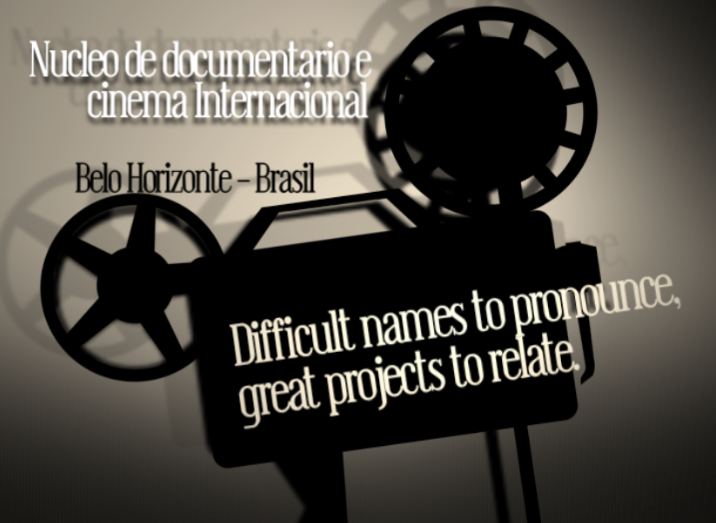 Nucleo de documentario e
cinema Internacional
Belo Horizonte – Brasil
Difficult names to pronounce,
great projects to relate.